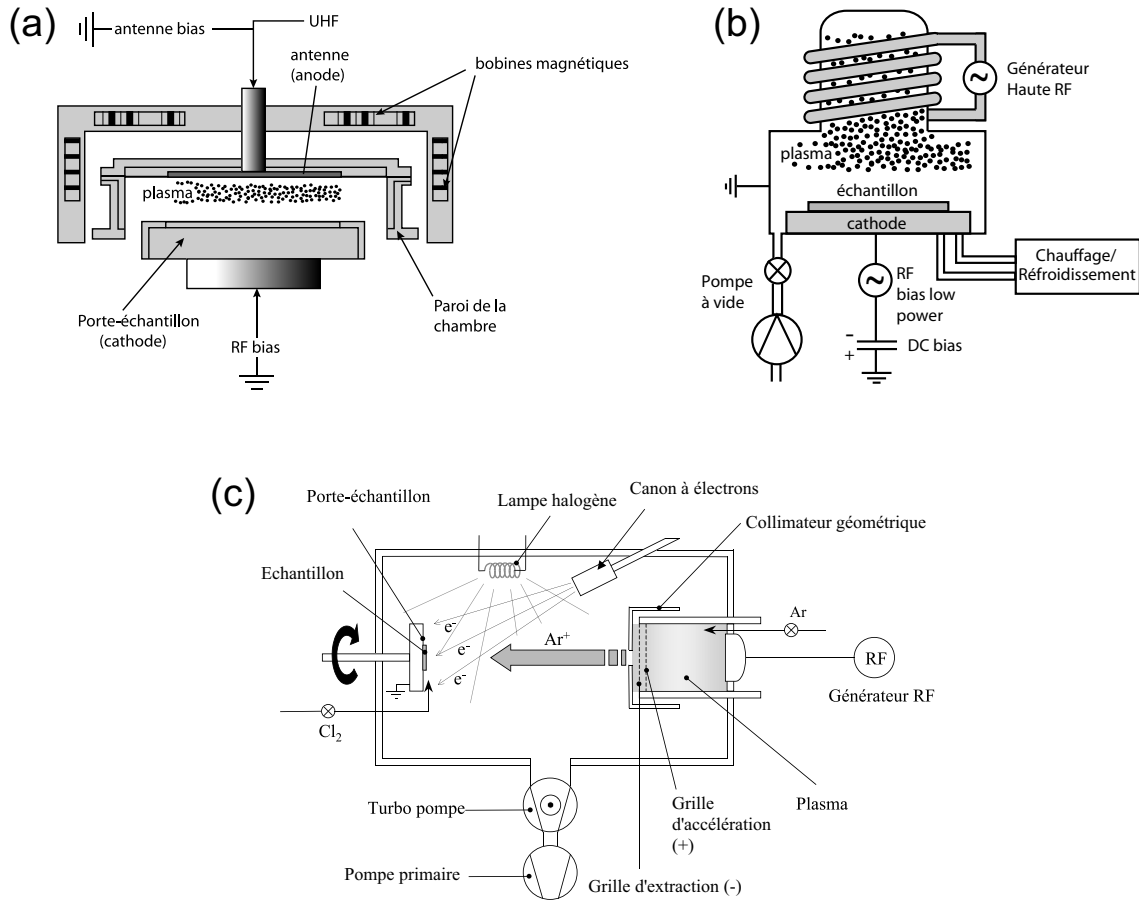 (a)
antenne bias
UHF
antenne
(anode)
bobines magnétiques
plasma
Porte-échantillon
(cathode)
RF bias
Paroi de la
chambre
(b)
Générateur
Haute RF
plasma
échantillon
cathode
Pompe
à vide
RF
bias low
power
-
+
DC bias
Chauffage/
Réfroidissement
(c)
Porte-échantillon
Lampe halogène
Canon à électrons
Collimateur géométrique
Echantillon
e-
e-
e-
Ar+
Ar
RF
Générateur RF
Cl2
Turbo pompe
Pompe primaire
Grille
d'accélération
(+)
Plasma
Grille d'extraction (-)